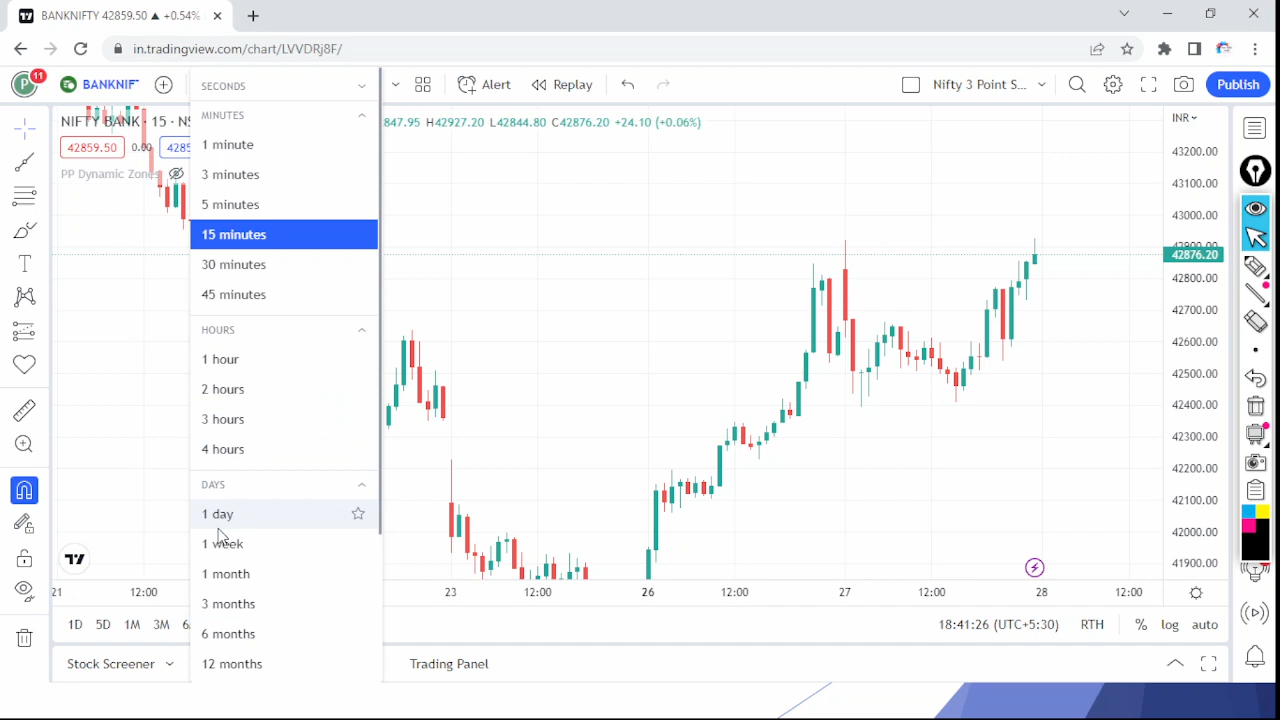 BANKNIFTY 42859.50 ▲ +0.54%
in.tradingview.com/chart/LVVDRj8F/
P
11
BANKNIF
Alert
Replay
Nifty 3 Point S...
Publish
NIFTY BANK · 15 · NS
847.95 H42927.20 L42844.80 C42876.20 +24.10 (+0.06%)
42859.50
0.00
4285
PP Dynamic Zones
SECONDS
MINUTES
1 minute
3 minutes
5 minutes
15 minutes
30 minutes
45 minutes
HOURS
1 hour
2 hours
3 hours
4 hours
DAYS
1 day
1 week
1 month
3 months
6 months
12 months
INR
43200.00
43100.00
43000.00
42900.00
42876.20
42800.00
42700.00
42600.00
42500.00
42400.00
42300.00
42200.00
42100.00
42000.00
41900.00
21
12:00
23
12:00
26
12:00
27
12:00
28
12:00
1D
5D
1M
3M
6
18:41:26 (UTC+5:30)
RTH
%
log
auto
Stock Screener
Trading Panel